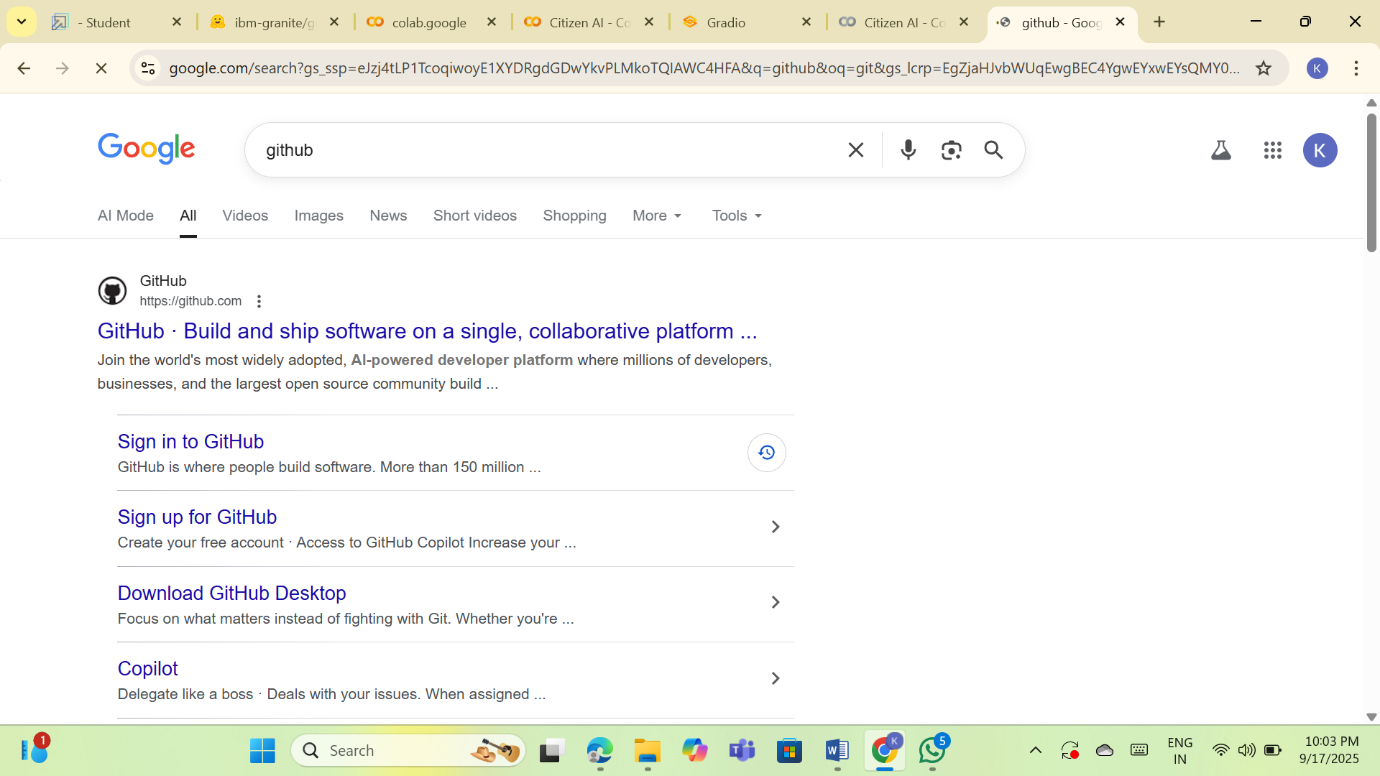 - Student
ibm-granite/g
colab.google
Citizen AI - Co
Gradio
Citizen AI - Co
github - Goog
google.com/search?gs_ssp=eJzj4tLP1TcoqiwoyE1XYDRgdGDwYkvPLMkoTQIAWC4HFA&q=github&oq=git&gs_lcrp=EgZjaHJvbWUqEwgBEC4YgwEYxwEYsQMY0...
K
Google
github
K
AI Mode
All
Videos
Images
News
Short videos
Shopping
More
Tools
GitHub
https://github.com
GitHub · Build and ship software on a single, collaborative platform ...
Join the world's most widely adopted, AI-powered developer platform where millions of developers,
businesses, and the largest open source community build ...
Sign in to GitHub
GitHub is where people build software. More than 150 million ...
Sign up for GitHub
Create your free account · Access to GitHub Copilot Increase your ...
Download GitHub Desktop
Focus on what matters instead of fighting with Git. Whether you're ...
Copilot
Delegate like a boss · Deals with your issues. When assigned ...
1
Search
K
5
ENG
IN
10:03 PM
9/17/2025